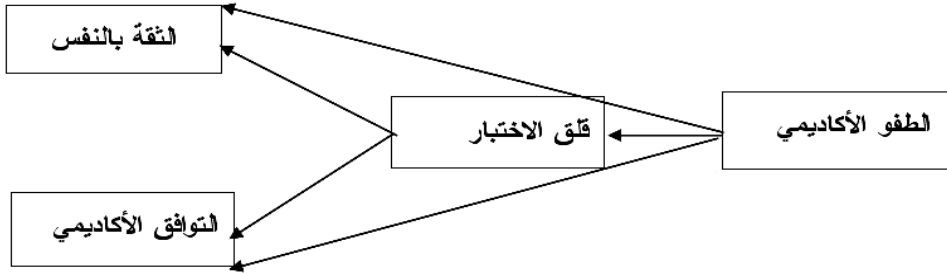 الثقة بالنفس
الطفو الأكاديمي
قلق الاختبار
التوافق الأكاديمي